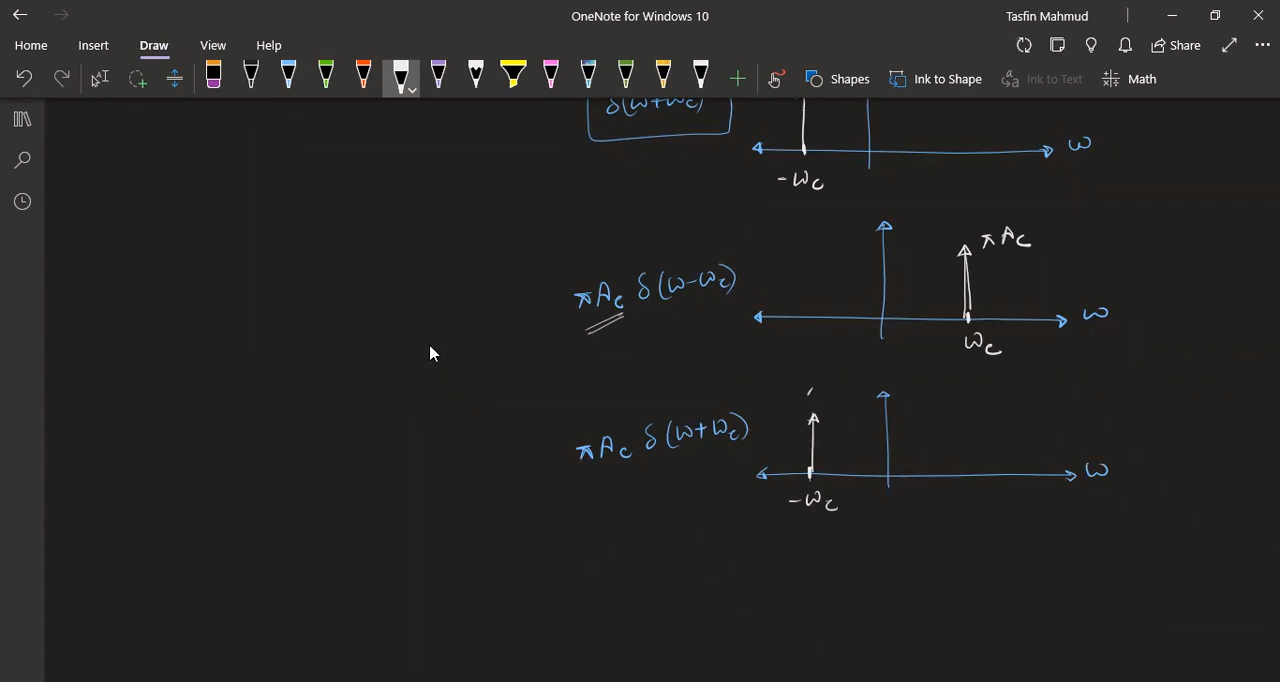 OneNote for Windows 10
Tasfin Mahmud
Home Insert Draw View Help
Share
Shapes
Ink to Shape
Ink to Text
Math
δ(ω+ωc)
ω
-ωc
πAc δ(ω-ωc)
πAc
ω
ωc
πAc δ(ω+ωc)
ω
-ωc